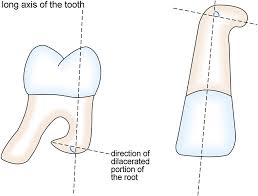 long axis of the tooth
direction of
dilacerated
portion of
the root